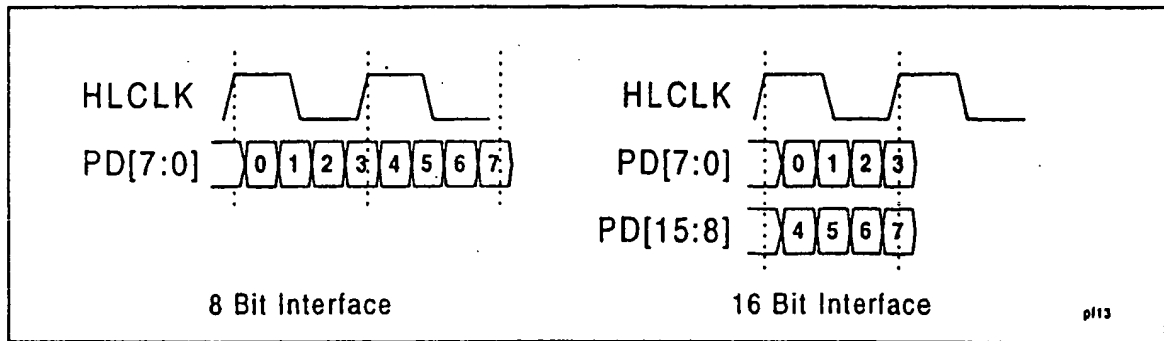 HLCLK
PD[7:0] 0 1 2 3 4 5 6 7
8 Bit Interface
HLCLK
PD[7:0] 0 1 2 3
PD[15:8] 4 5 6 7
16 Bit Interface
pl13